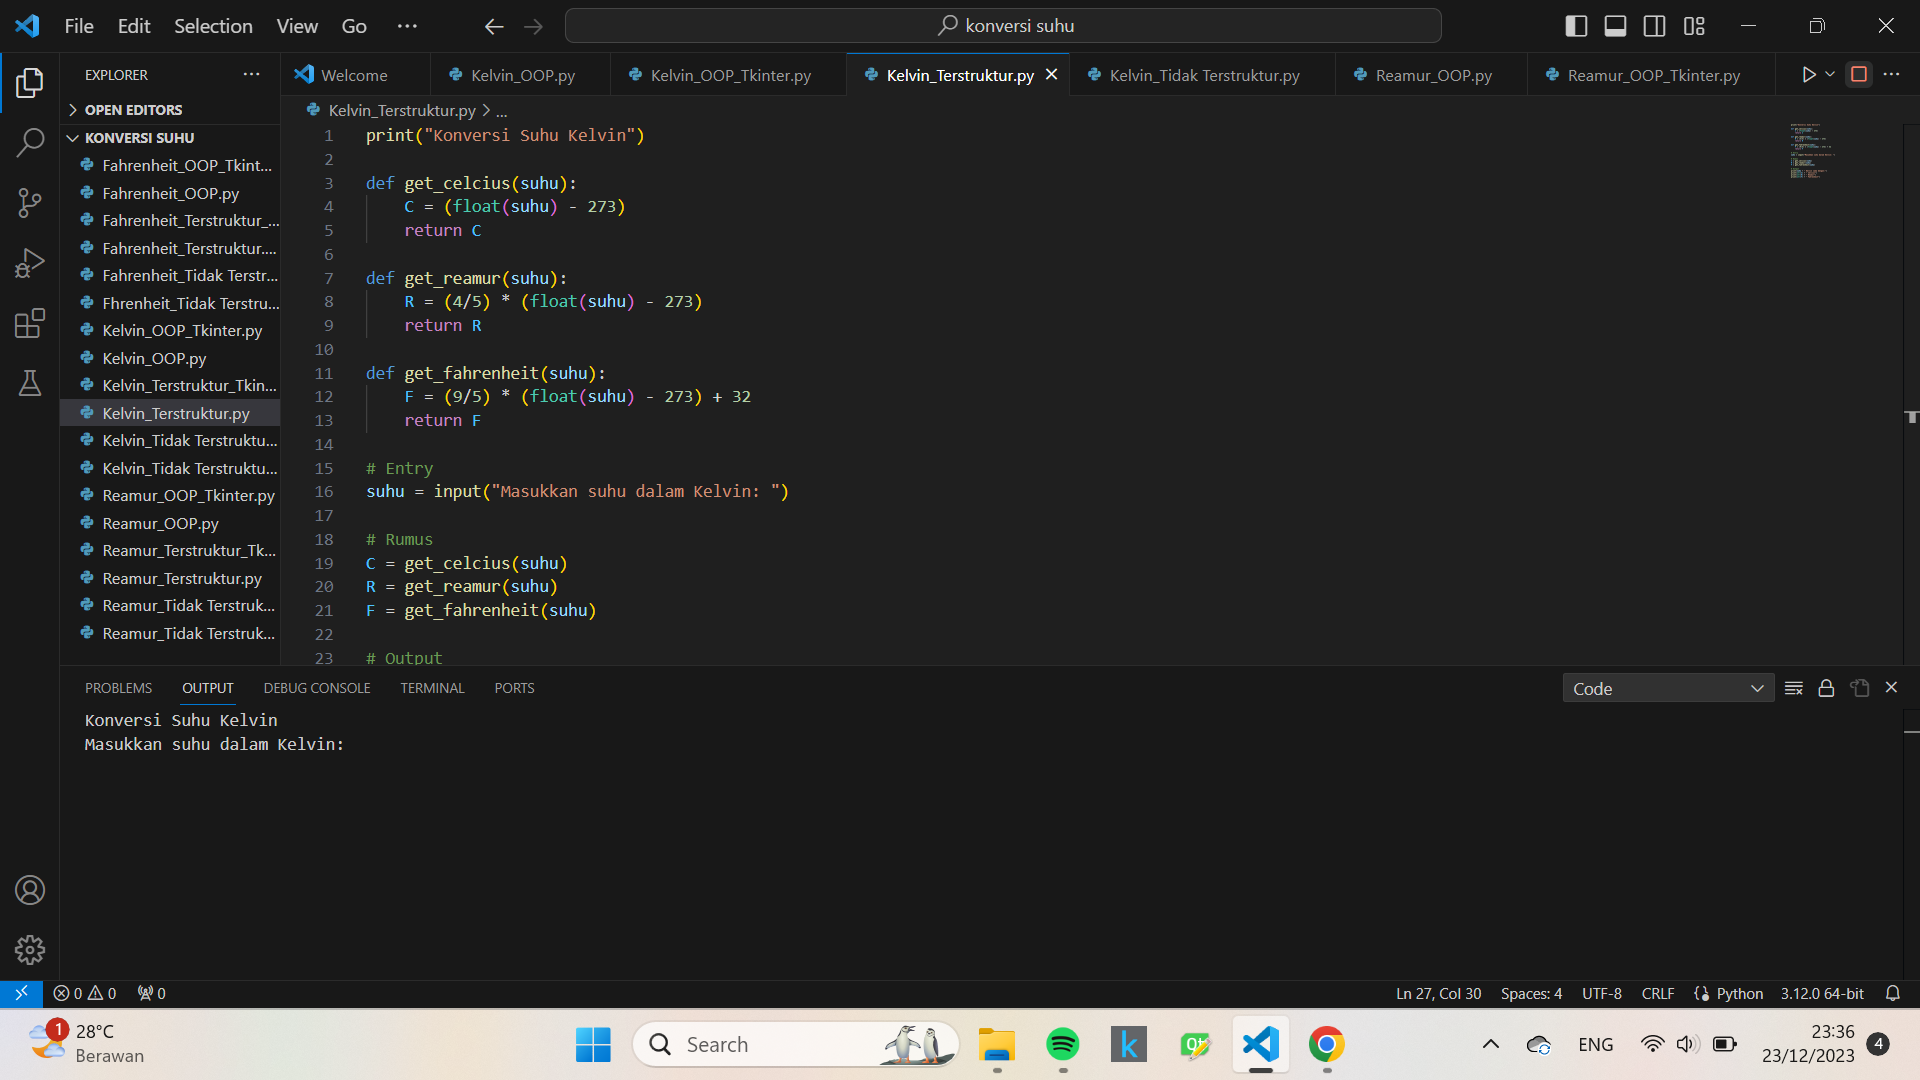 File Edit Selection View Go ...
konversi suhu
EXPLORER ...
Welcome
Kelvin_OOP.py
Kelvin_OOP_Tkinter.py
Kelvin_Terstruktur.py
Kelvin_Tidak Terstruktur.py
Reamur_OOP.py
Reamur_OOP_Tkinter.py
OPEN EDITORS
KONVERSI SUHU
Fahrenheit_OOP_Tkint...
Fahrenheit_OOP.py
Fahrenheit_Terstruktur_...
Fahrenheit_Terstruktur....
Fahrenheit_Tidak Terstr...
Fhrenheit_Tidak Terstru...
Kelvin_OOP_Tkinter.py
Kelvin_OOP.py
Kelvin_Terstruktur_Tkin...
Kelvin_Terstruktur.py
Kelvin_Tidak Terstruktu...
Kelvin_Tidak Terstruktu...
Reamur_OOP_Tkinter.py
Reamur_OOP.py
Reamur_Terstruktur_Tk...
Reamur_Terstruktur.py
Reamur_Tidak Terstruk...
Reamur_Tidak Terstruk...
Kelvin_Terstruktur.py > ...
1 print("Konversi Suhu Kelvin")
2
3 def get_celcius(suhu):
4     C = (float(suhu) - 273)
5     return C
6
7 def get_reamur(suhu):
8     R = (4/5) * (float(suhu) - 273)
9     return R
10
11 def get_fahrenheit(suhu):
12     F = (9/5) * (float(suhu) - 273) + 32
13     return F
14
15 # Entry
16 suhu = input("Masukkan suhu dalam Kelvin: ")
17
18 # Rumus
19 C = get_celcius(suhu)
20 R = get_reamur(suhu)
21 F = get_fahrenheit(suhu)
22
23 # Output
PROBLEMS OUTPUT DEBUG CONSOLE TERMINAL PORTS
Code
Konversi Suhu Kelvin
Masukkan suhu dalam Kelvin:
0 0 0
Ln 27, Col 30 Spaces: 4 UTF-8 CRLF {} Python 3.12.0 64-bit
1
28°C
Berawan
Search
k
Qt
ENG
23:36
23/12/2023
4